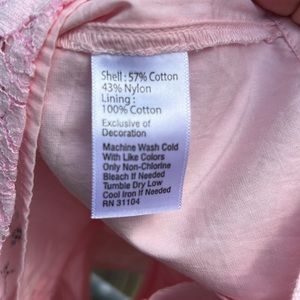 Shell : 57% Cotton
43% Nylon
Lining :
100% Cotton
Exclusive of
Decoration
Machine Wash Cold
With Like Colors
Only Non-Chlorine
Bleach If Needed
Tumble Dry Low
Cool Iron If Needed
RN 31104